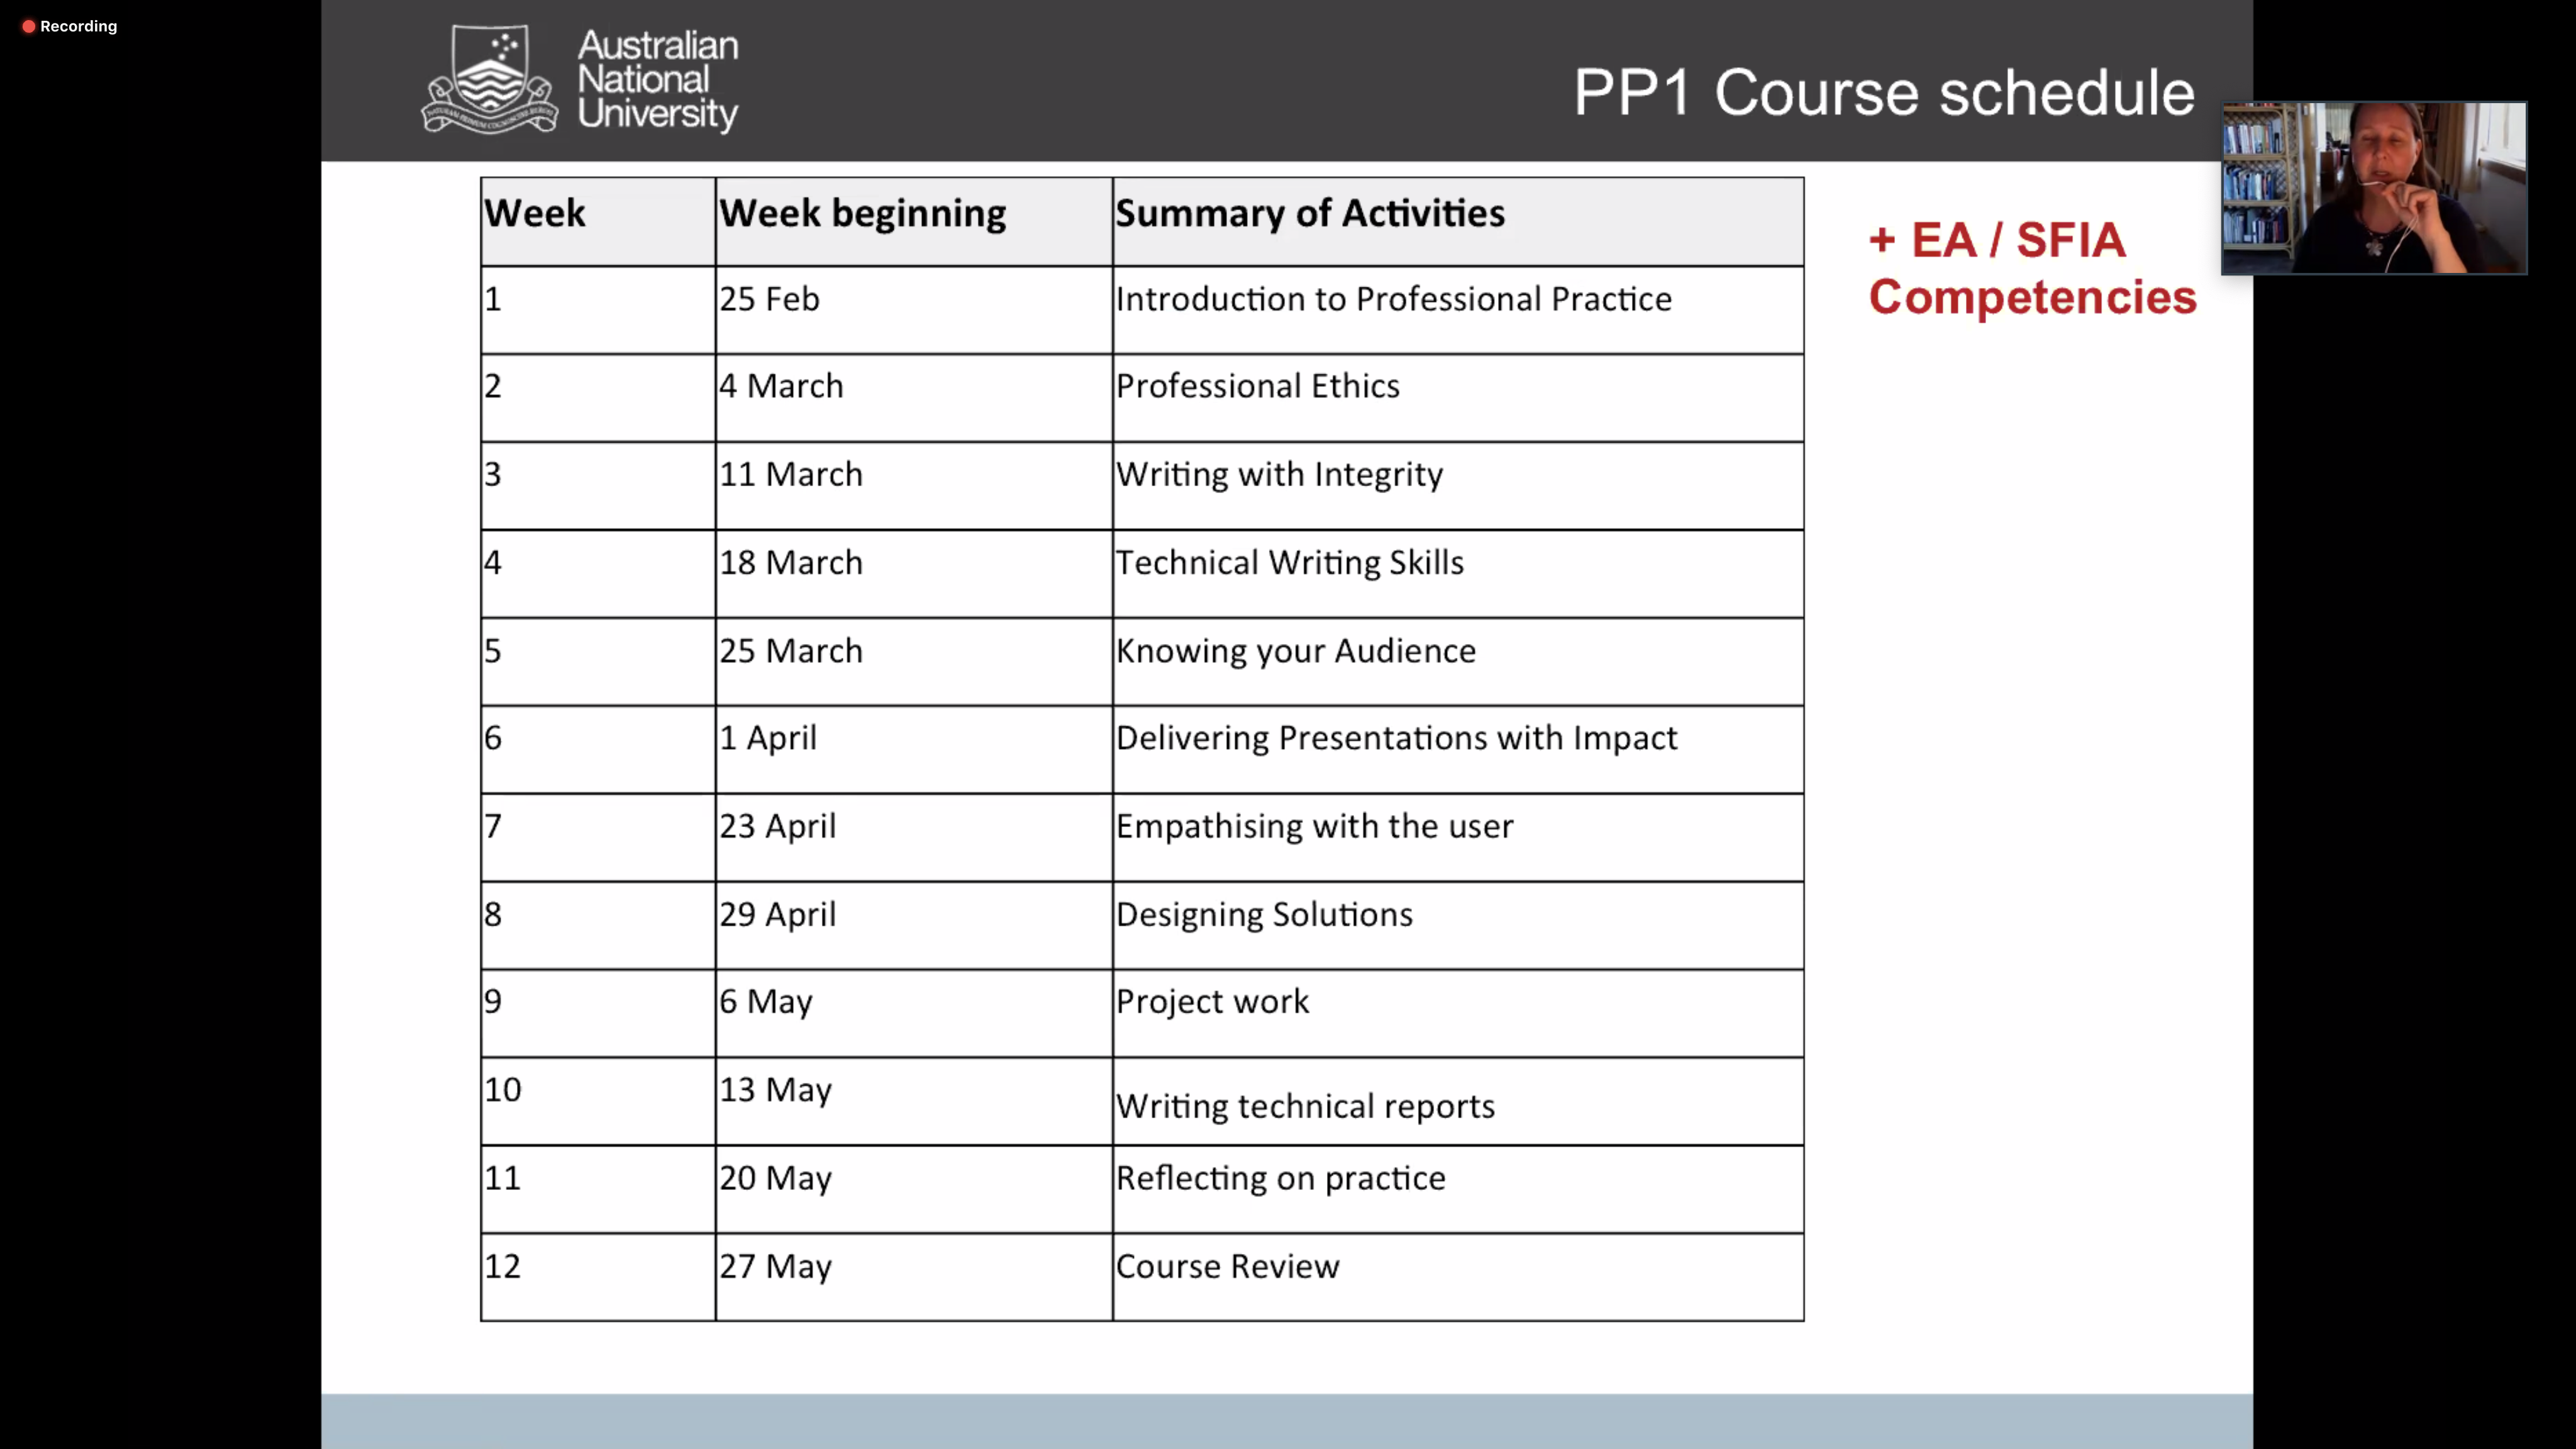 Recording
Australian
National
University
PP1 Course schedule
+ EA / SFIA
Competencies
Week Week beginning Summary of Activities
1 25 Feb Introduction to Professional Practice
2 4 March Professional Ethics
3 11 March Writing with Integrity
4 18 March Technical Writing Skills
5 25 March Knowing your Audience
6 1 April Delivering Presentations with Impact
7 23 April Empathising with the user
8 29 April Designing Solutions
9 6 May Project work
10 13 May Writing technical reports
11 20 May Reflecting on practice
12 27 May Course Review